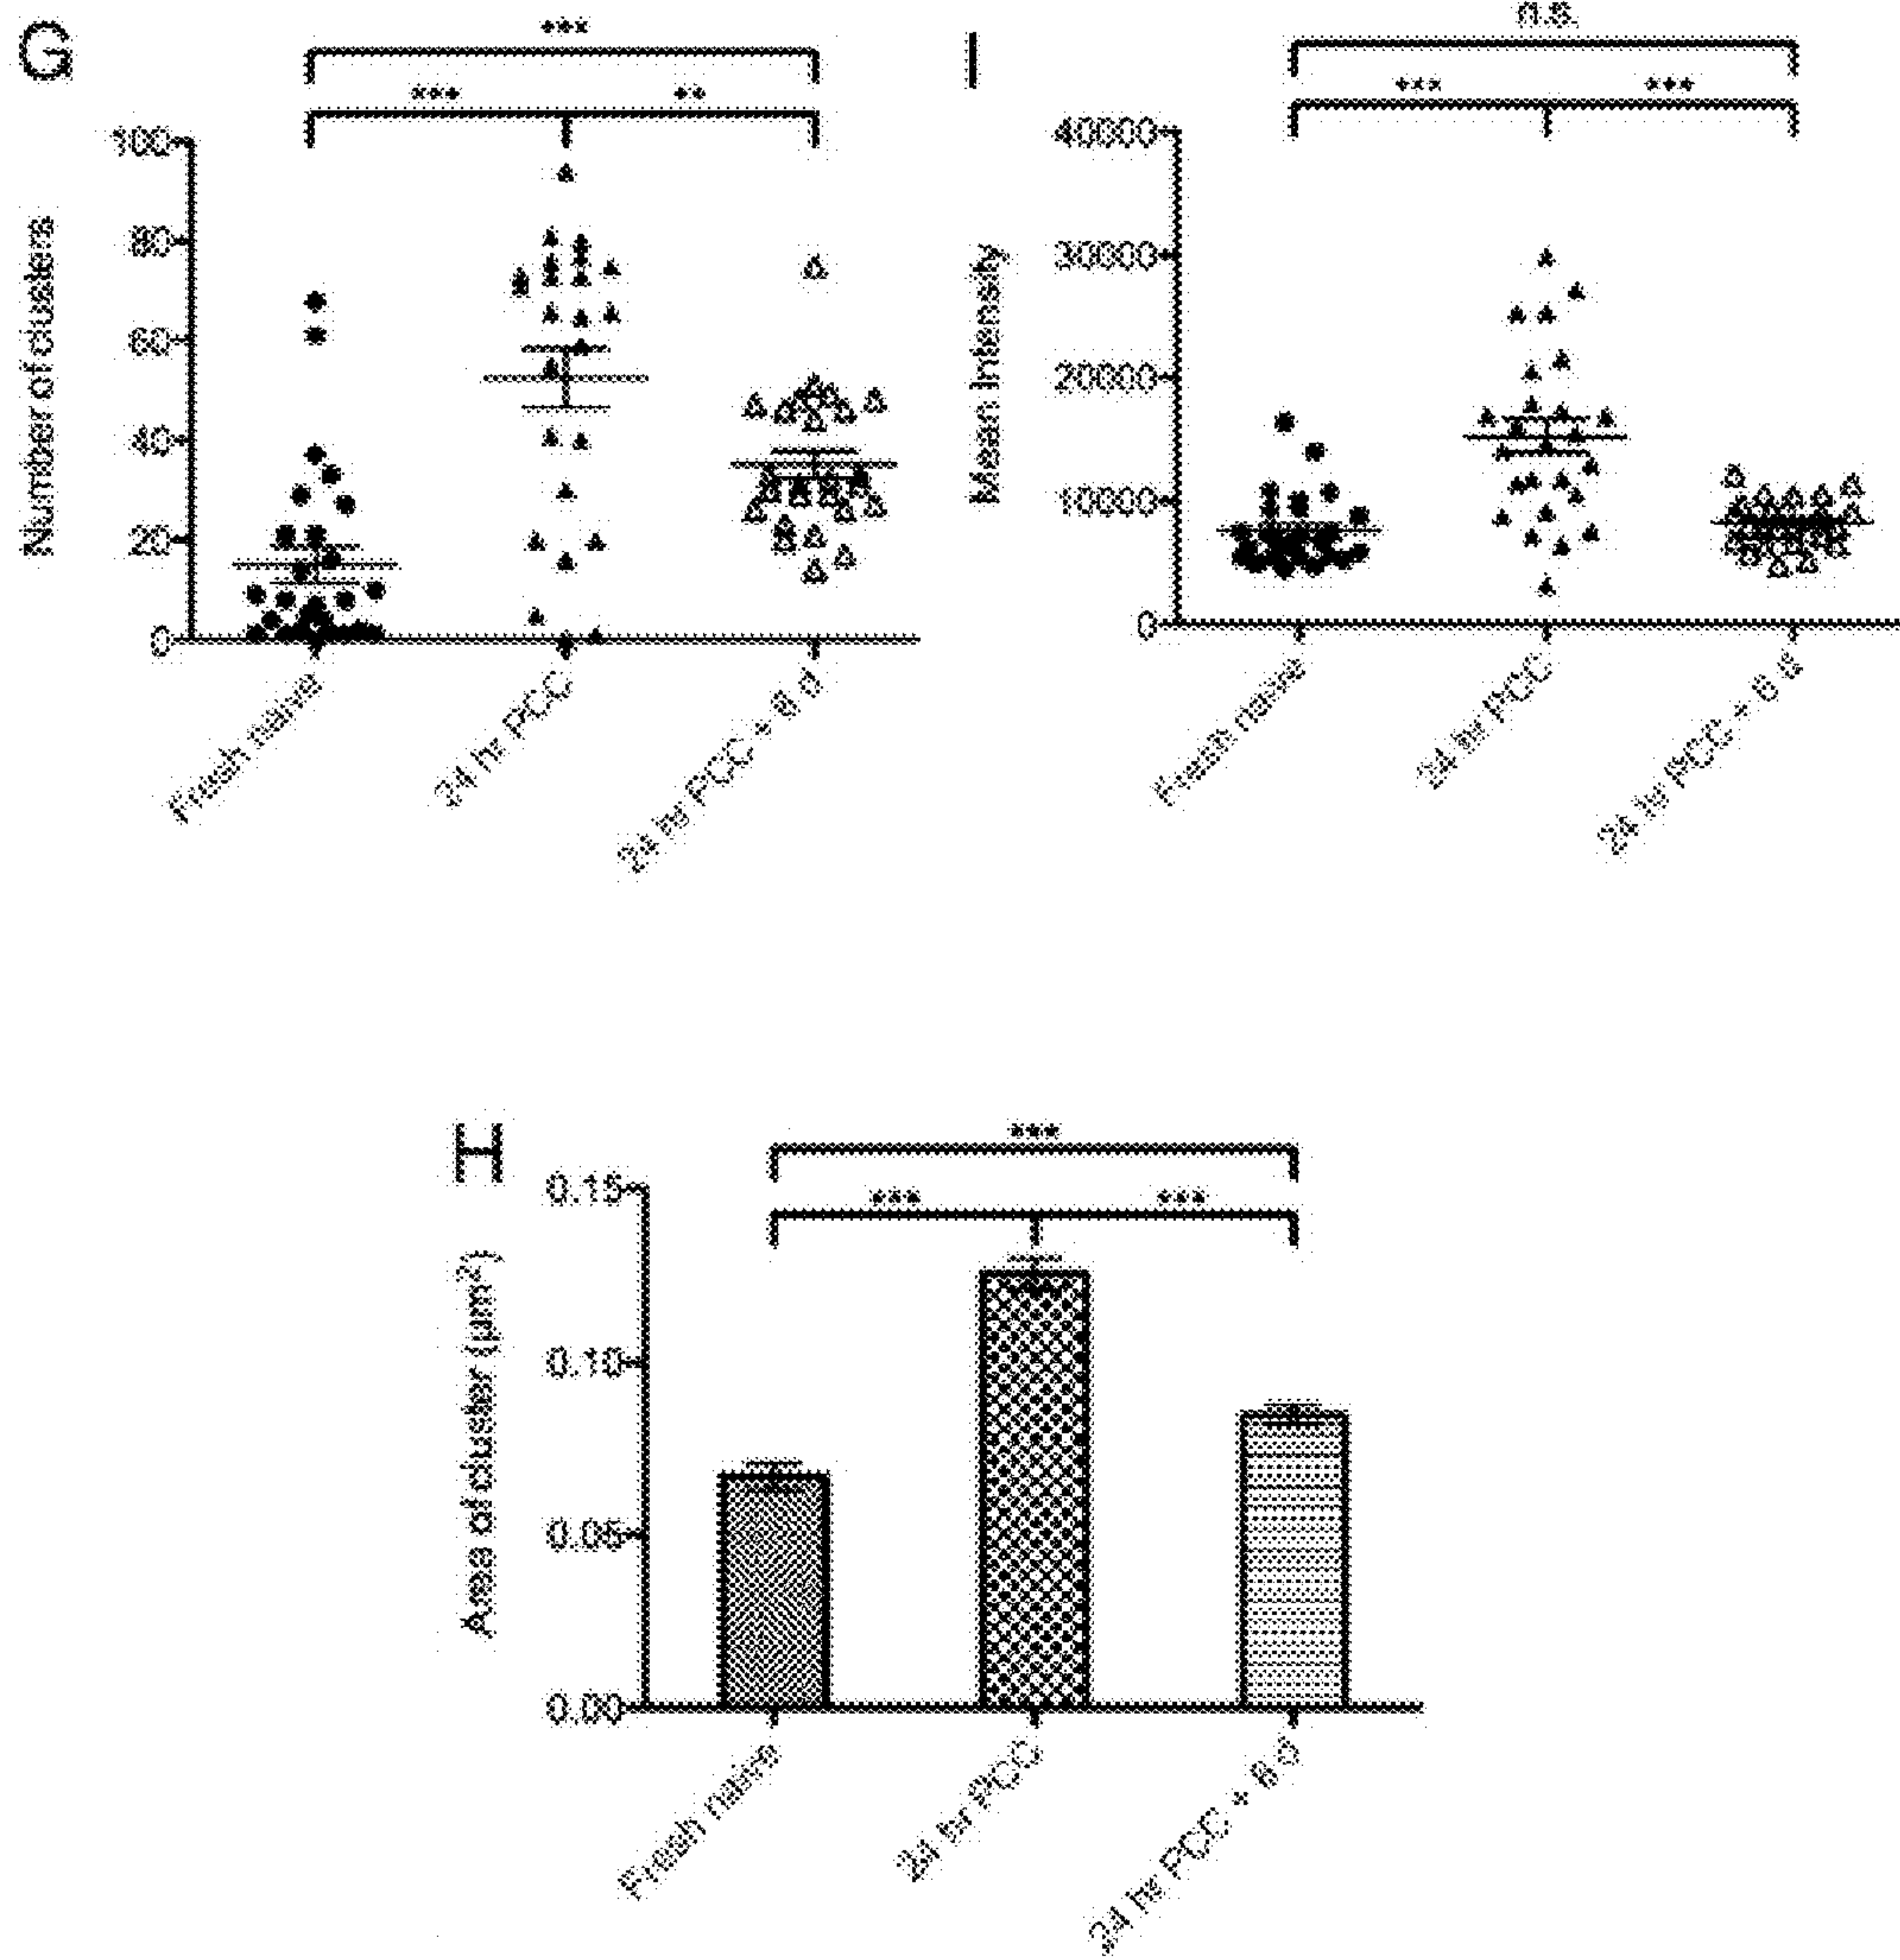 G
***
*** **
100
80
60
40
20
0
Number of clusters
Fresh naive
24 hr PCC
24 hr PCC + 6 d
I
n.s.
*** ***
40000
30000
20000
10000
0
Mean Intensity
Fresh naive
24 hr PCC
24 hr PCC + 6 d
H
***
*** ***
0.15
0.10
0.05
0.00
Area of cluster (µm²)
Fresh naive
24 hr PCC
24 hr PCC + 6 d